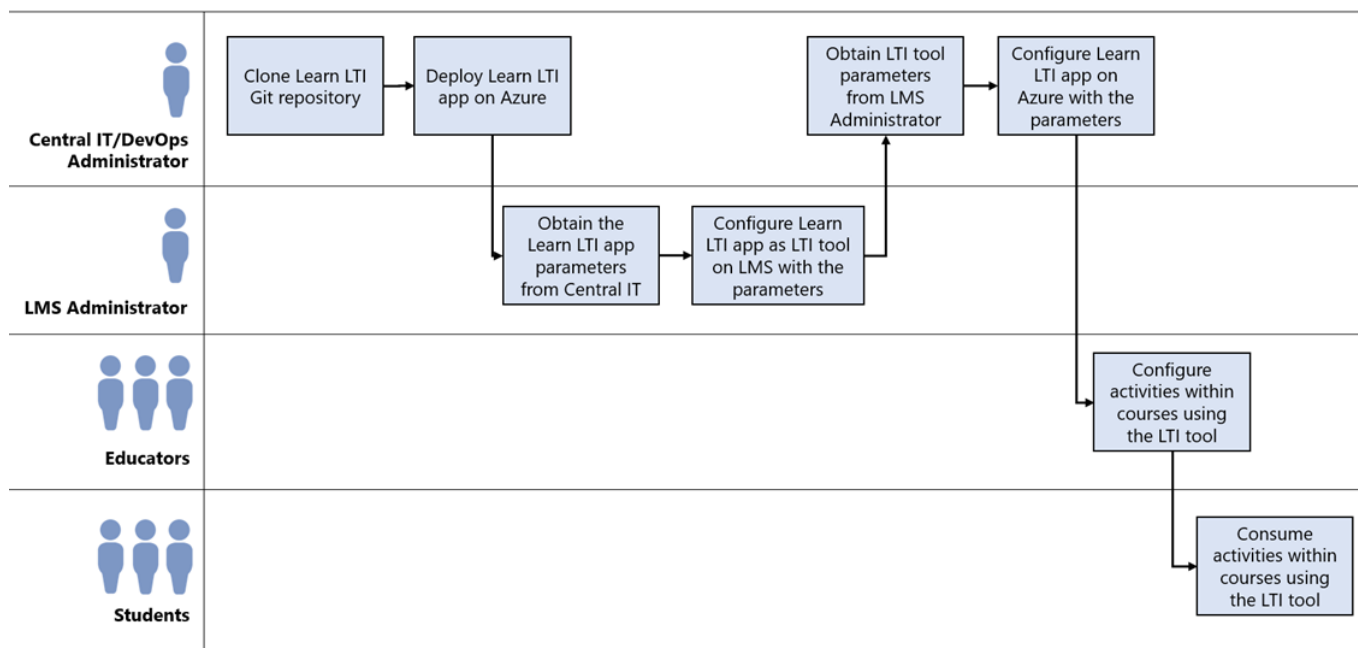 Central IT/DevOps
Administrator
Clone Learn LTI
Git repository
Deploy Learn LTI
app on Azure
Obtain LTI tool
parameters
from LMS
Administrator
Configure Learn
LTI app on
Azure with the
parameters
LMS Administrator
Obtain the
Learn LTI app
parameters
from Central IT
Configure Learn
LTI app as LTI tool
on LMS with the
parameters
Educators
Configure
activities within
courses using
the LTI tool
Students
Consume
activities within
courses using
the LTI tool